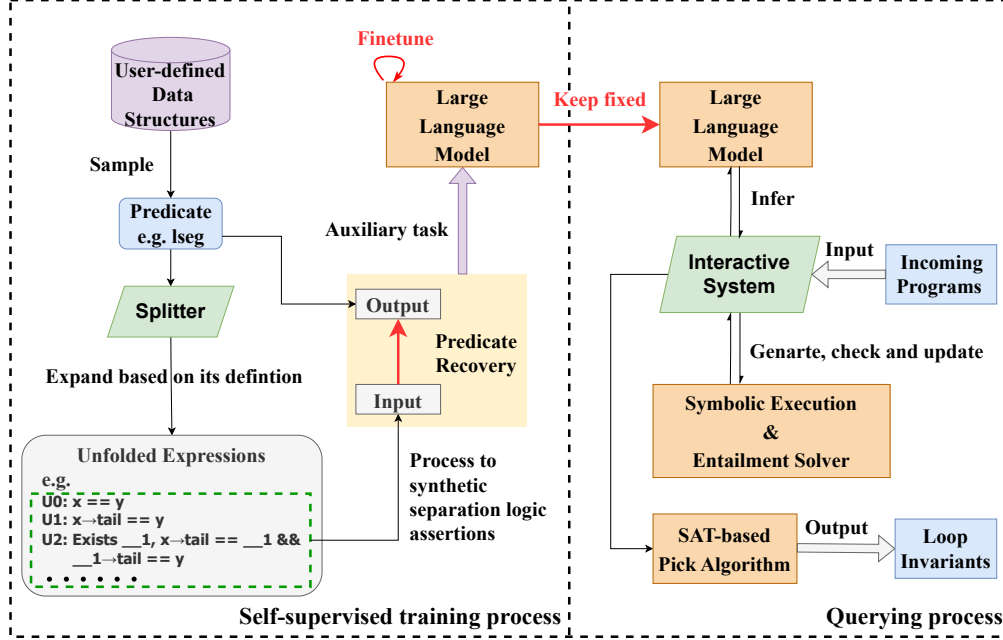 User-defined
Data
Structures
Sample
Predicate
e.g. lseg
Splitter
Expand based on its defintion
Unfolded Expressions
e.g.
U0: x == y
U1: x→tail == y
U2: Exists __1, x→tail == __1 &&
__1→tail == y
......
Finetune
Large
Language
Model
Auxiliary task
Output
Predicate
Recovery
Input
Process to
synthetic
separation logic
assertions
Self-supervised training process
Keep fixed
Large
Language
Model
Infer
Interactive
System
Input
Incoming
Programs
Genarte, check and update
Symbolic Execution
&
Entailment Solver
SAT-based
Pick Algorithm
Output
Loop
Invariants
Querying process